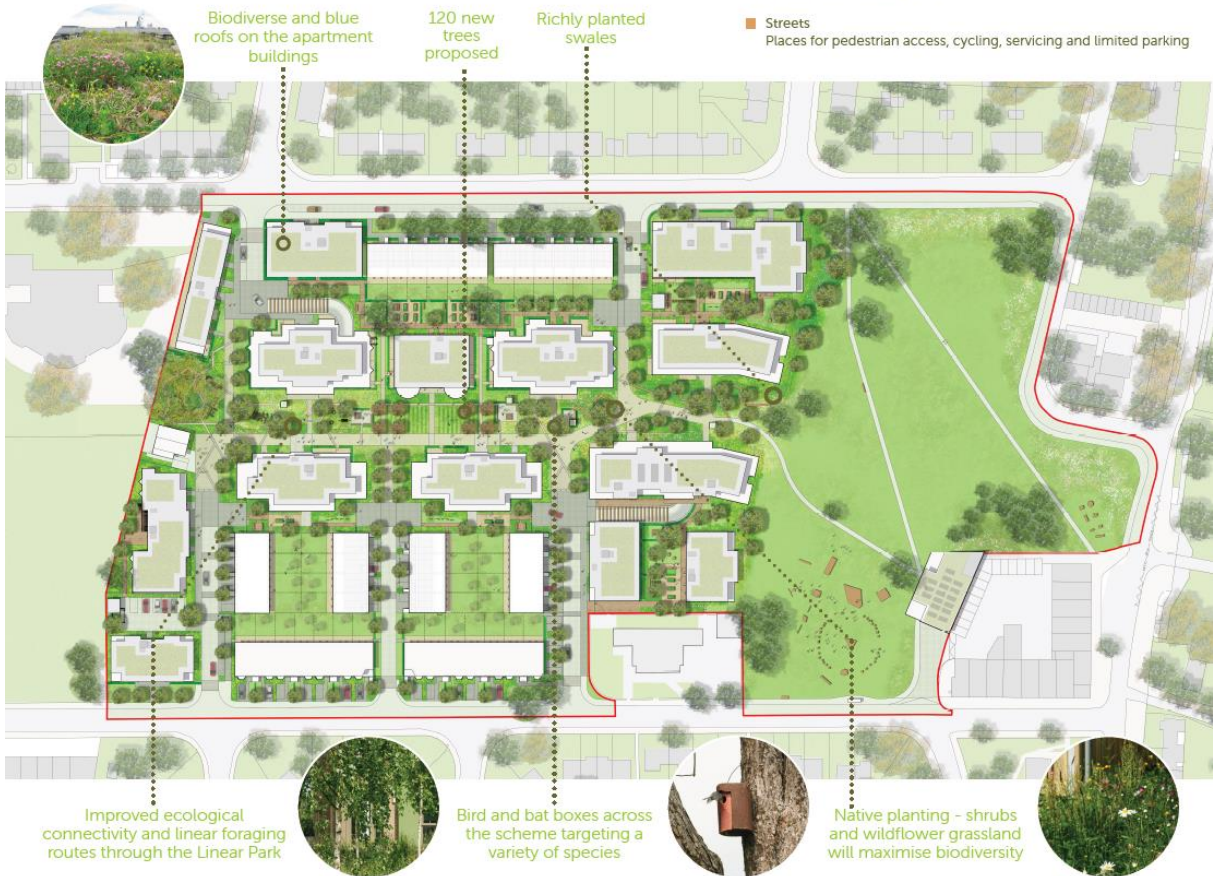 Biodiverse and blue
roofs on the apartment
buildings
120 new
trees
proposed
Richly planted
swales
Streets
Places for pedestrian access, cycling, servicing and limited parking
Improved ecological
connectivity and linear foraging
routes through the Linear Park
Bird and bat boxes across
the scheme targeting a
variety of species
Native planting - shrubs
and wildflower grassland
will maximise biodiversity